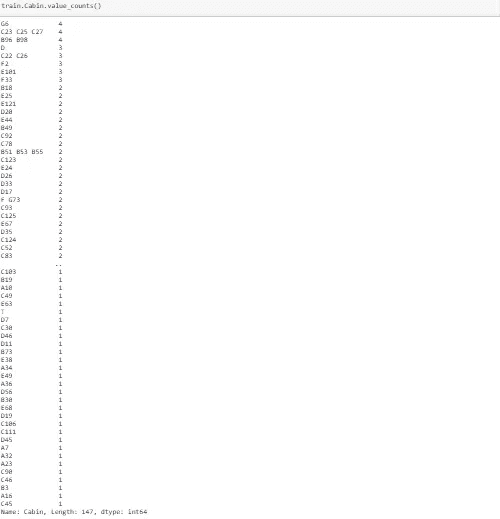 train.Cabin.value_counts()
G6 4
C23 C25 C27 4
B96 B98 4
D 3
C22 C26 3
F2 3
E101 3
F33 3
B18 2
E25 2
E121 2
D20 2
E44 2
B49 2
C92 2
C78 2
B51 B53 B55 2
C123 2
E24 2
D26 2
D33 2
D17 2
F G73 2
C93 2
C125 2
E67 2
D35 2
C124 2
C52 2
C83 2
..
C103 1
B19 1
A10 1
C49 1
E63 1
T 1
D7 1
C30 1
D46 1
D11 1
B73 1
E38 1
A34 1
E49 1
A36 1
D56 1
B30 1
E68 1
D19 1
C106 1
C111 1
D45 1
A7 1
A32 1
A23 1
C90 1
C46 1
B3 1
A16 1
C45 1
Name: Cabin, Length: 147, dtype: int64